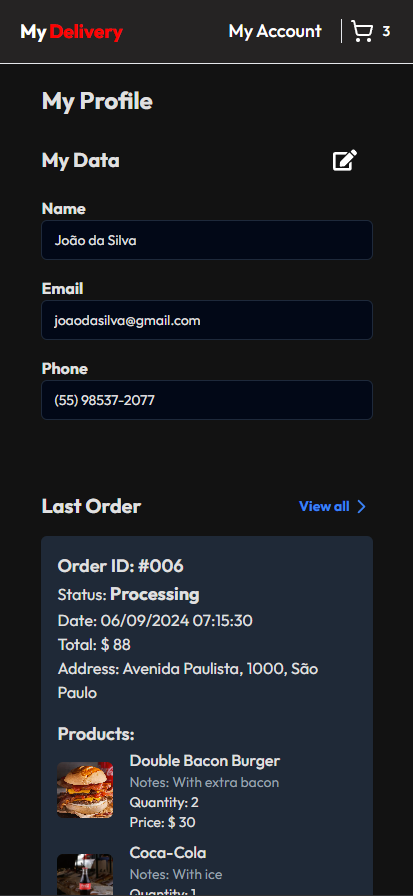 My Delivery My Account 3
My Profile
My Data
Name
João da Silva
Email
joaodasilva@gmail.com
Phone
(55) 98537-2077
Last Order View all
Order ID: #006
Status: Processing
Date: 06/09/2024 07:15:30
Total: $ 88
Address: Avenida Paulista, 1000, São
Paulo
Products:
Double Bacon Burger
Notes: With extra bacon
Quantity: 2
Price: $ 30
Coca-Cola
Notes: With ice
Quantity: 1